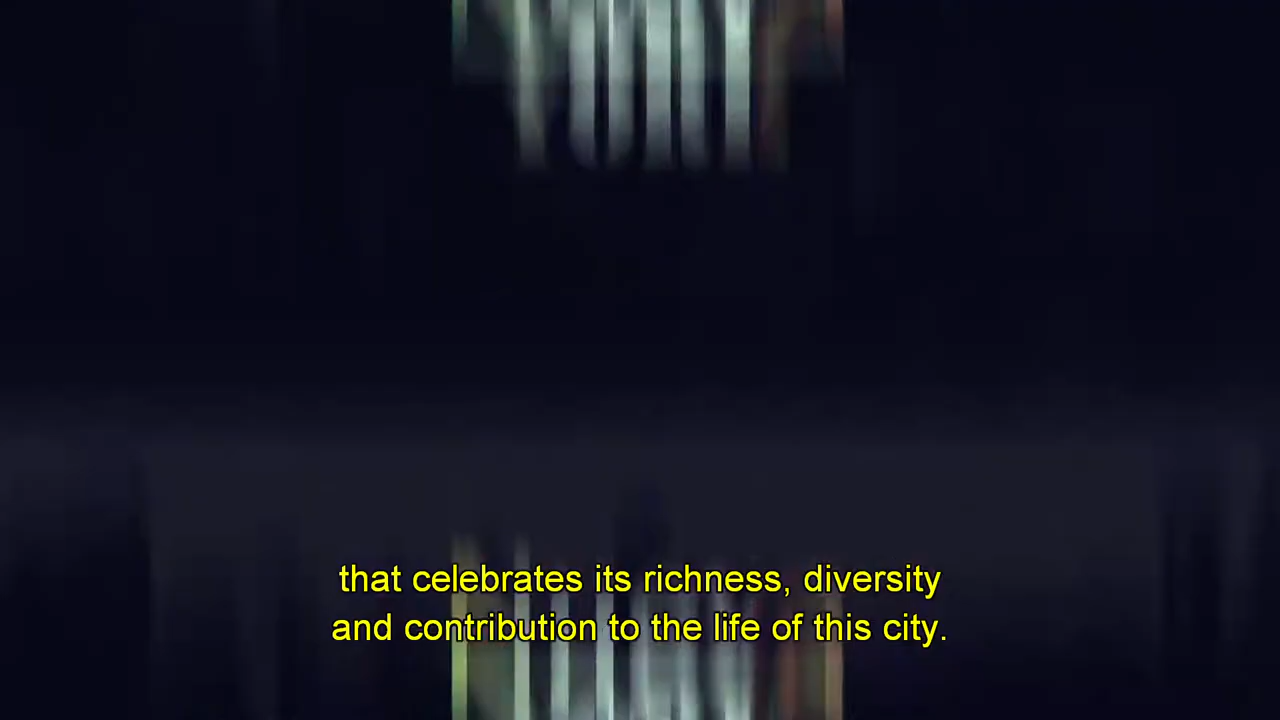 that celebrates its richness, diversity
and contribution to the life of this city.